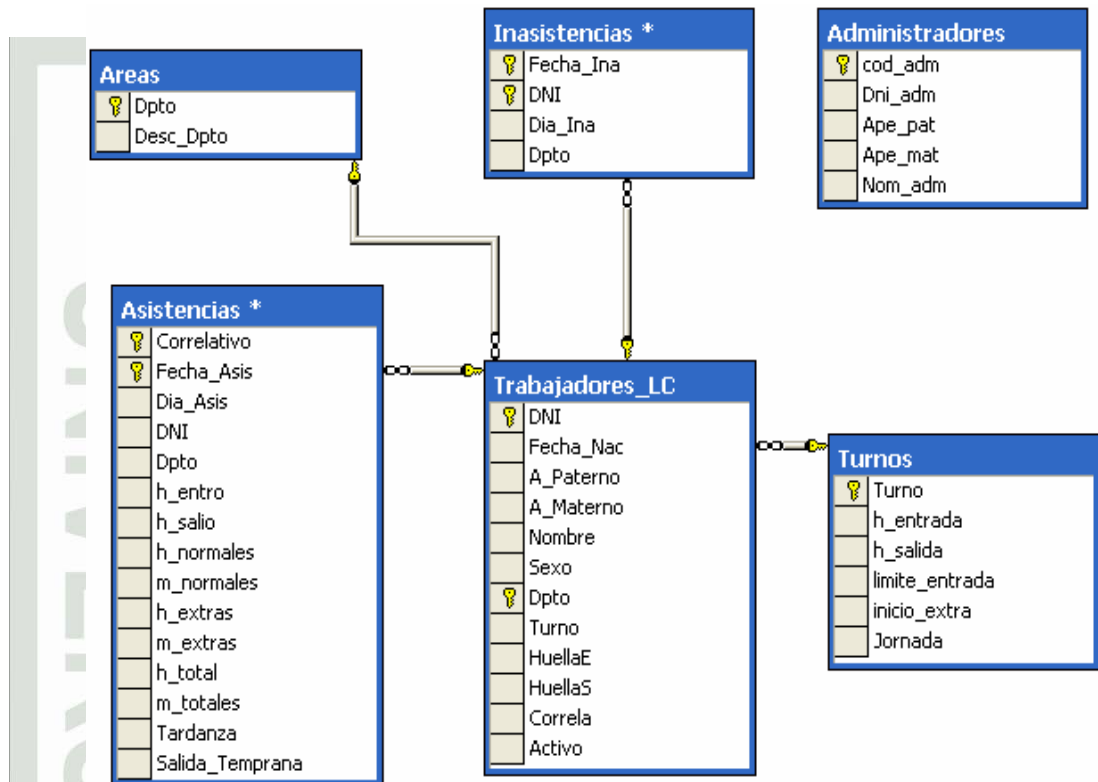 Areas
Dpto
Desc_Dpto
Inasistencias *
Fecha_Ina
DNI
Dia_Ina
Dpto
Administradores
cod_adm
Dni_adm
Ape_pat
Ape_mat
Nom_adm
Asistencias *
Correlativo
Fecha_Asis
Dia_Asis
DNI
Dpto
h_entro
h_salio
h_normales
m_normales
h_extras
m_extras
h_total
m_totales
Tardanza
Salida_Temprana
Trabajadores_LC
DNI
Fecha_Nac
A_Paterno
A_Materno
Nombre
Sexo
Dpto
Turno
HuellaE
HuellaS
Correla
Activo
Turnos
Turno
h_entrada
h_salida
limite_entrada
inicio_extra
Jornada